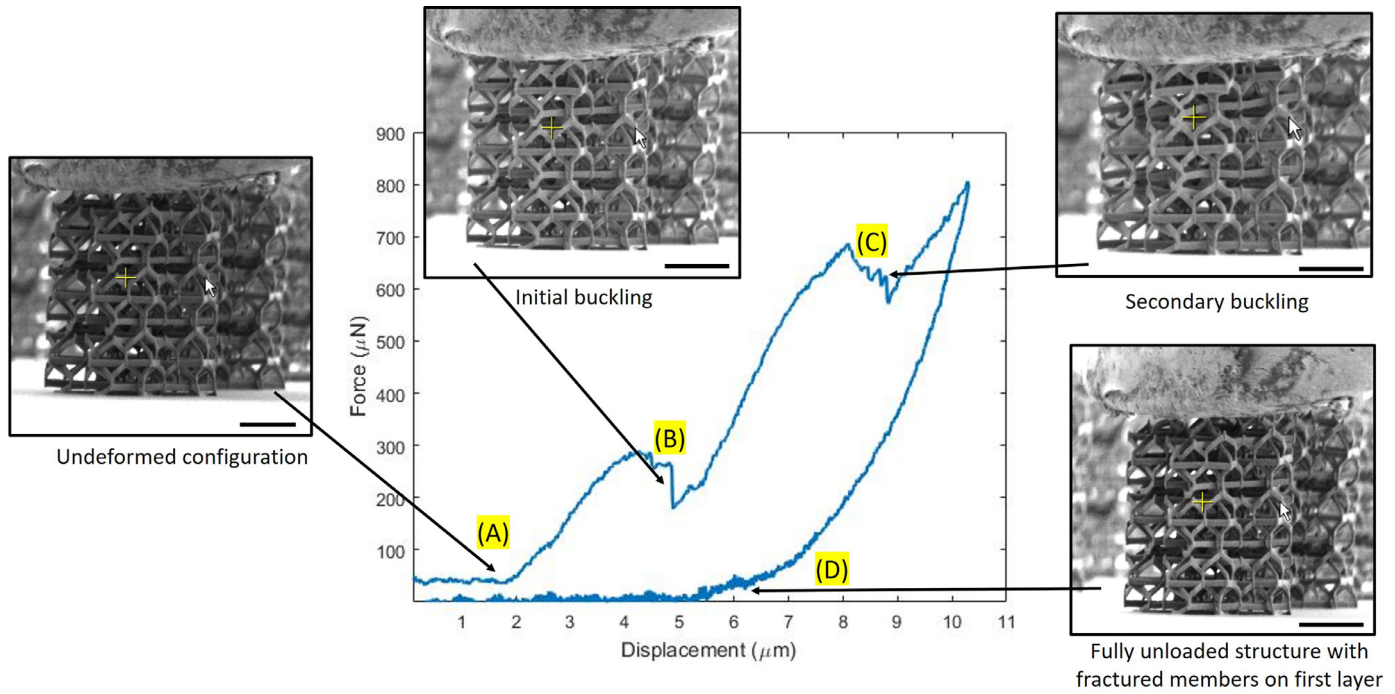 Undeformed configuration
Initial buckling
Secondary buckling
Fully unloaded structure with
fractured members on first layer
(A)
(B)
(C)
(D)
Force (μN)
900
800
700
600
500
400
300
200
100
1 2 3 4 5 6 7 8 9 10 11
Displacement (μm)